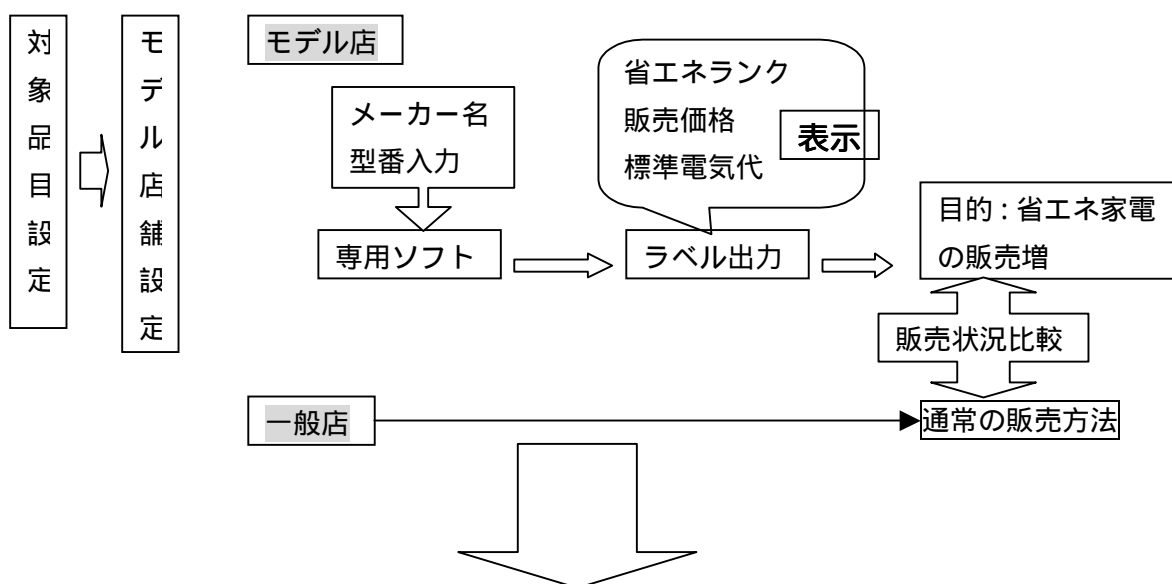 対象品目設定
モデル店舗設定
モデル店
メーカー名
型番入力
専用ソフト
省エネランク
販売価格
標準電気代
表示
ラベル出力
目的：省エネ家電
の販売増
販売状況比較
一般店
通常の販売方法